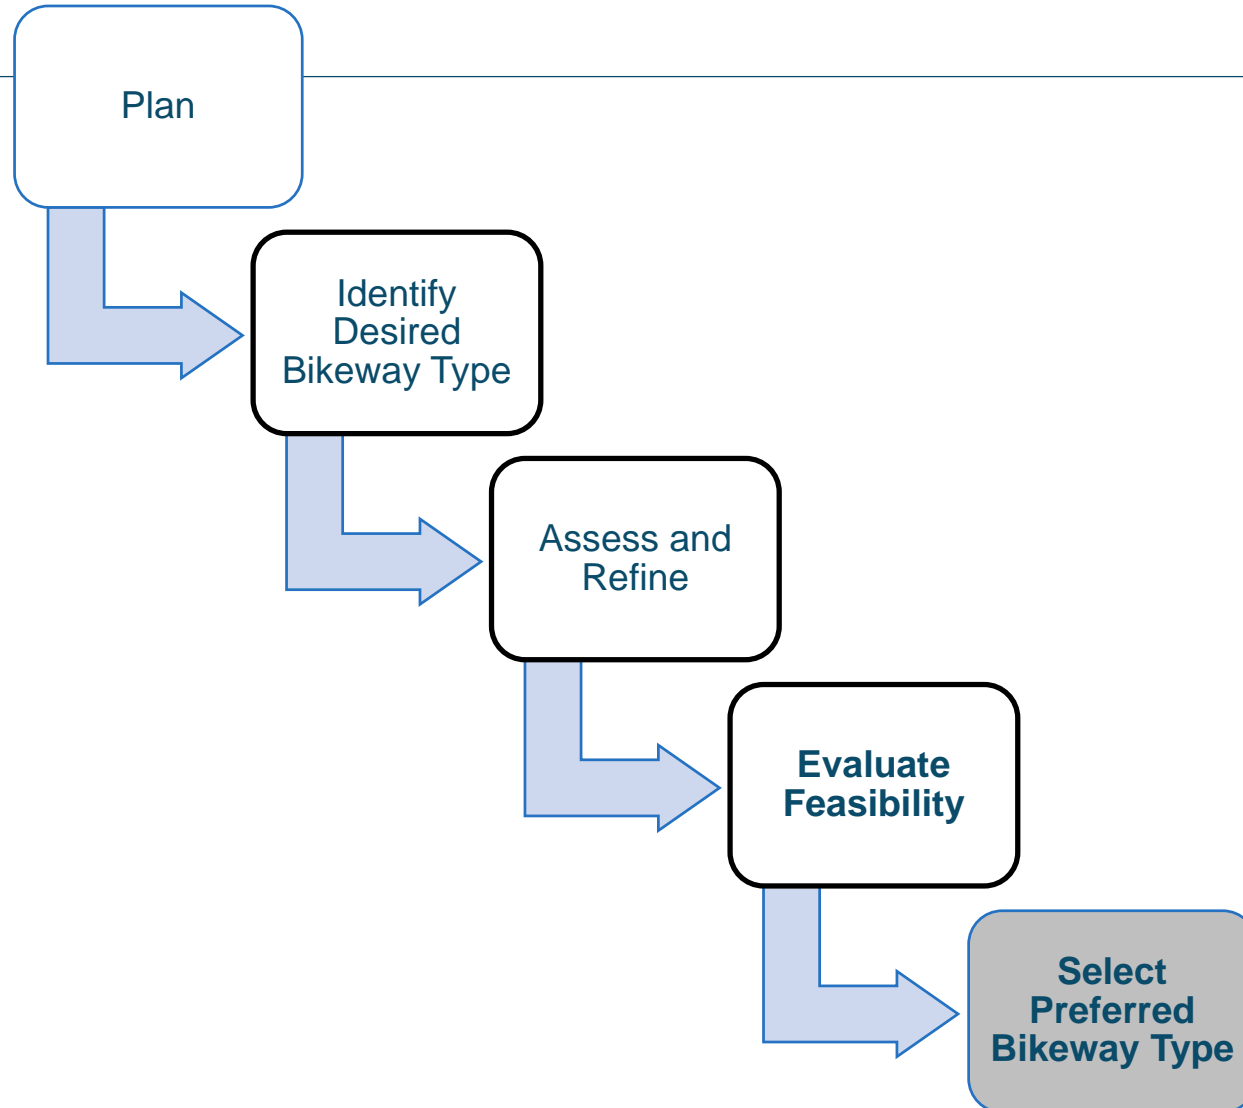 Plan
Identify
Desired
Bikeway Type
Assess and
Refine
Evaluate
Feasibility
Select
Preferred
Bikeway Type